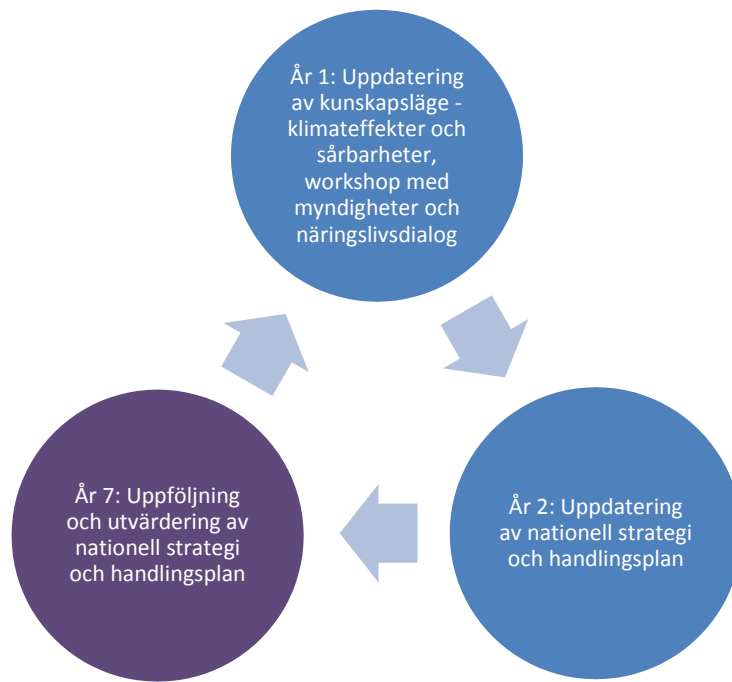 År 1: Uppdatering
av kunskapsläge -
klimateffekter och
sårbarheter,
workshop med
myndigheter och
näringslivsdialog
År 2: Uppdatering
av nationell strategi
och handlingsplan
År 7: Uppföljning
och utvärdering av
nationell strategi
och handlingsplan